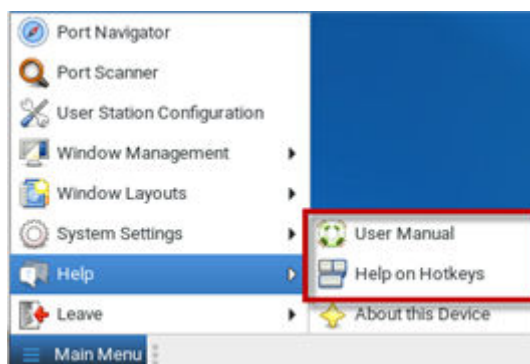 Port Navigator
Port Scanner
User Station Configuration
Window Management
Window Layouts
System Settings
Help
Leave
Main Menu
User Manual
Help on Hotkeys
About this Device